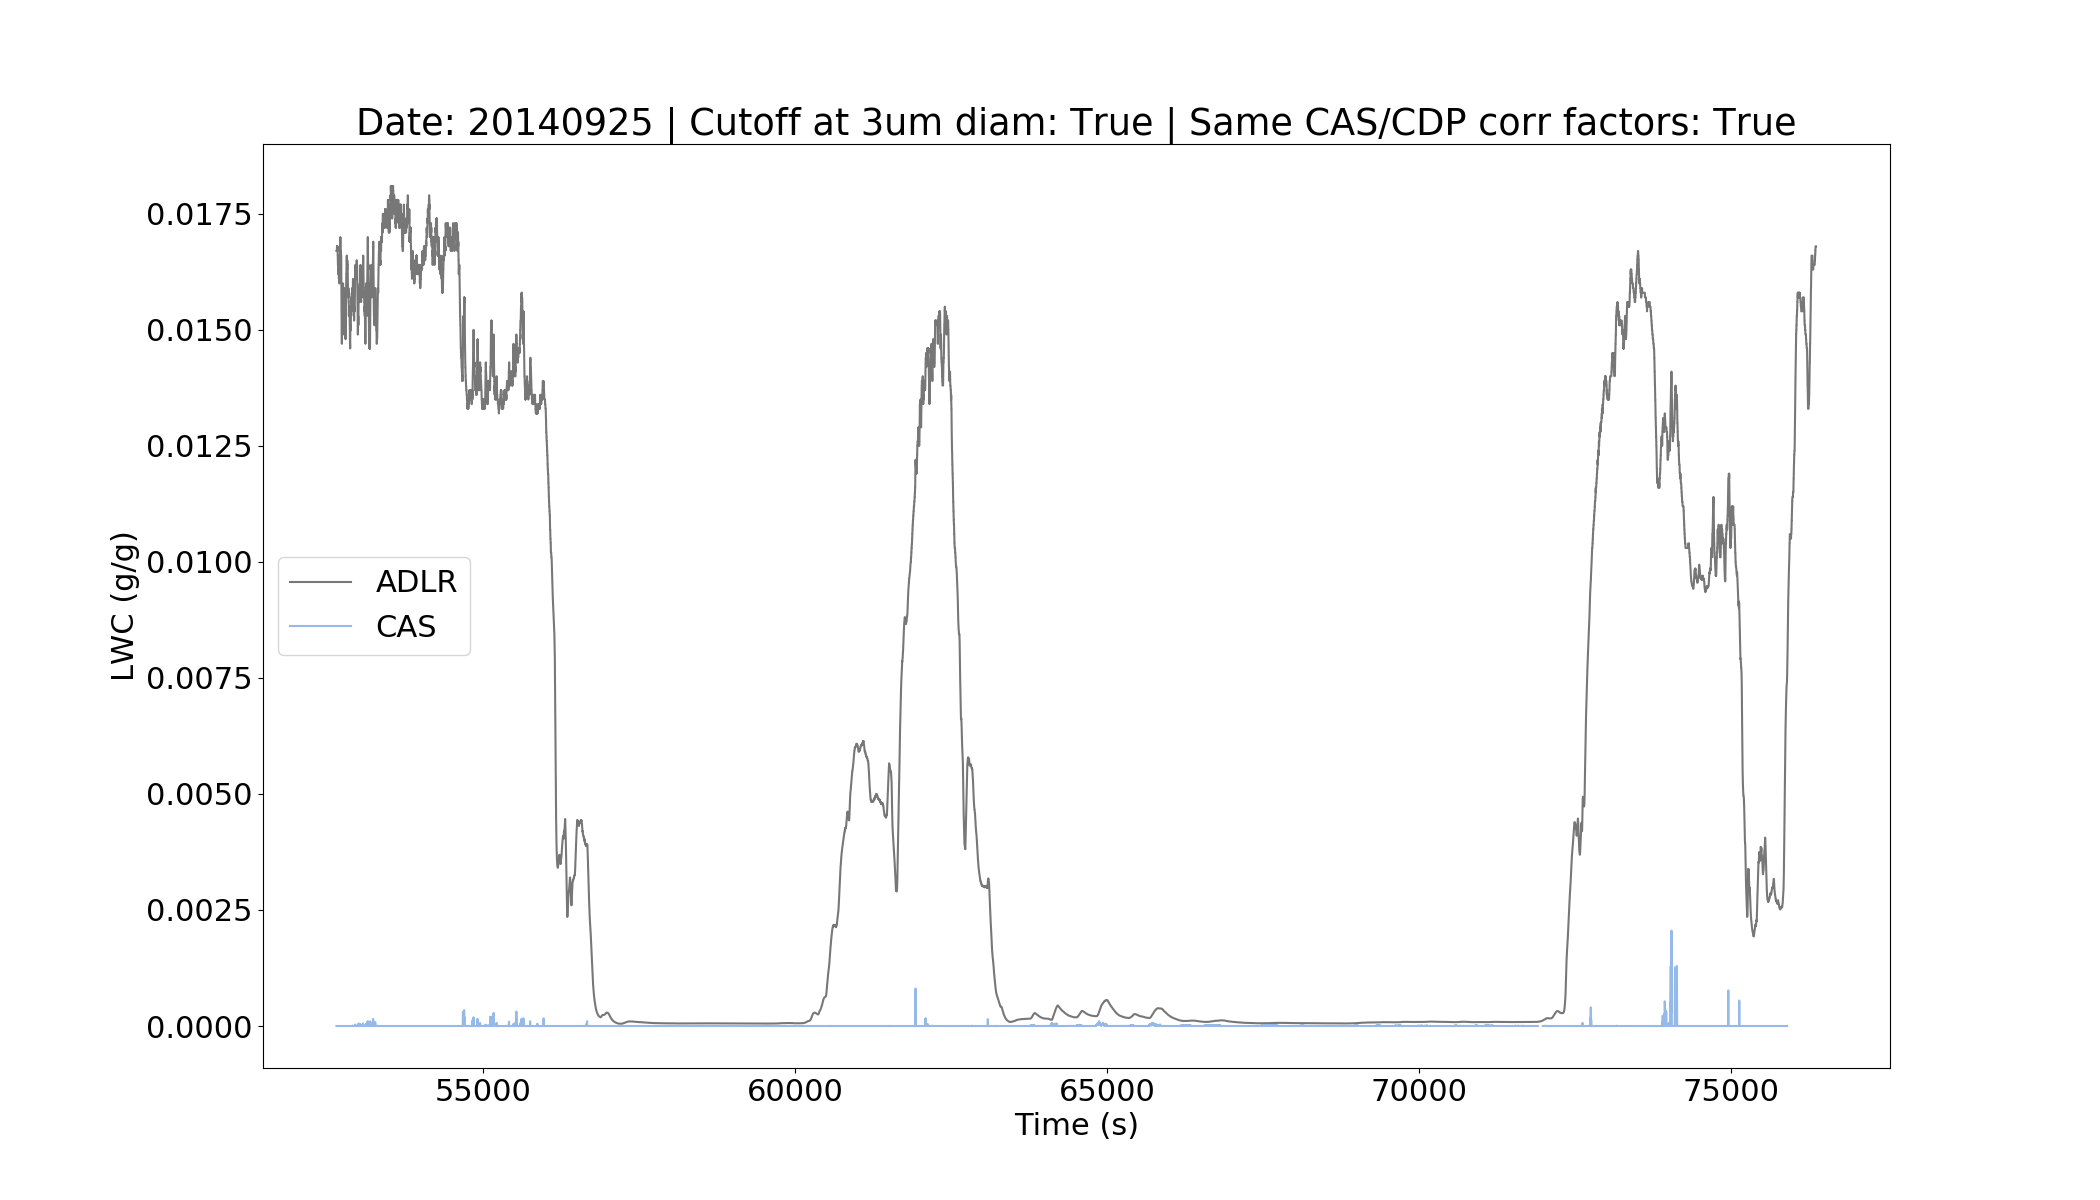 Date: 20140925 | Cutoff at 3um diam: True | Same CAS/CDP corr factors: True
0.0175
0.0150
0.0125
0.0100
0.0075
0.0050
0.0025
0.0000
LWC (g/g)
ADLR
CAS
55000 60000 65000 70000 75000
Time (s)